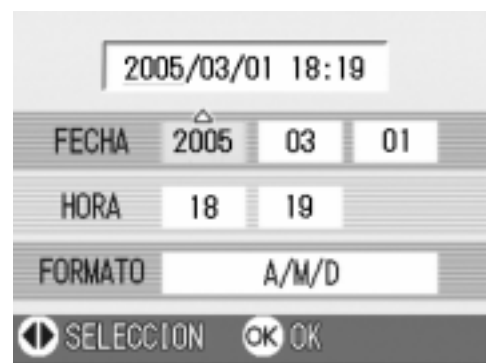 2005/03/01 18:19
FECHA 2005 03 01
HORA 18 19
FORMATO A/M/D
SELECCION OK OK